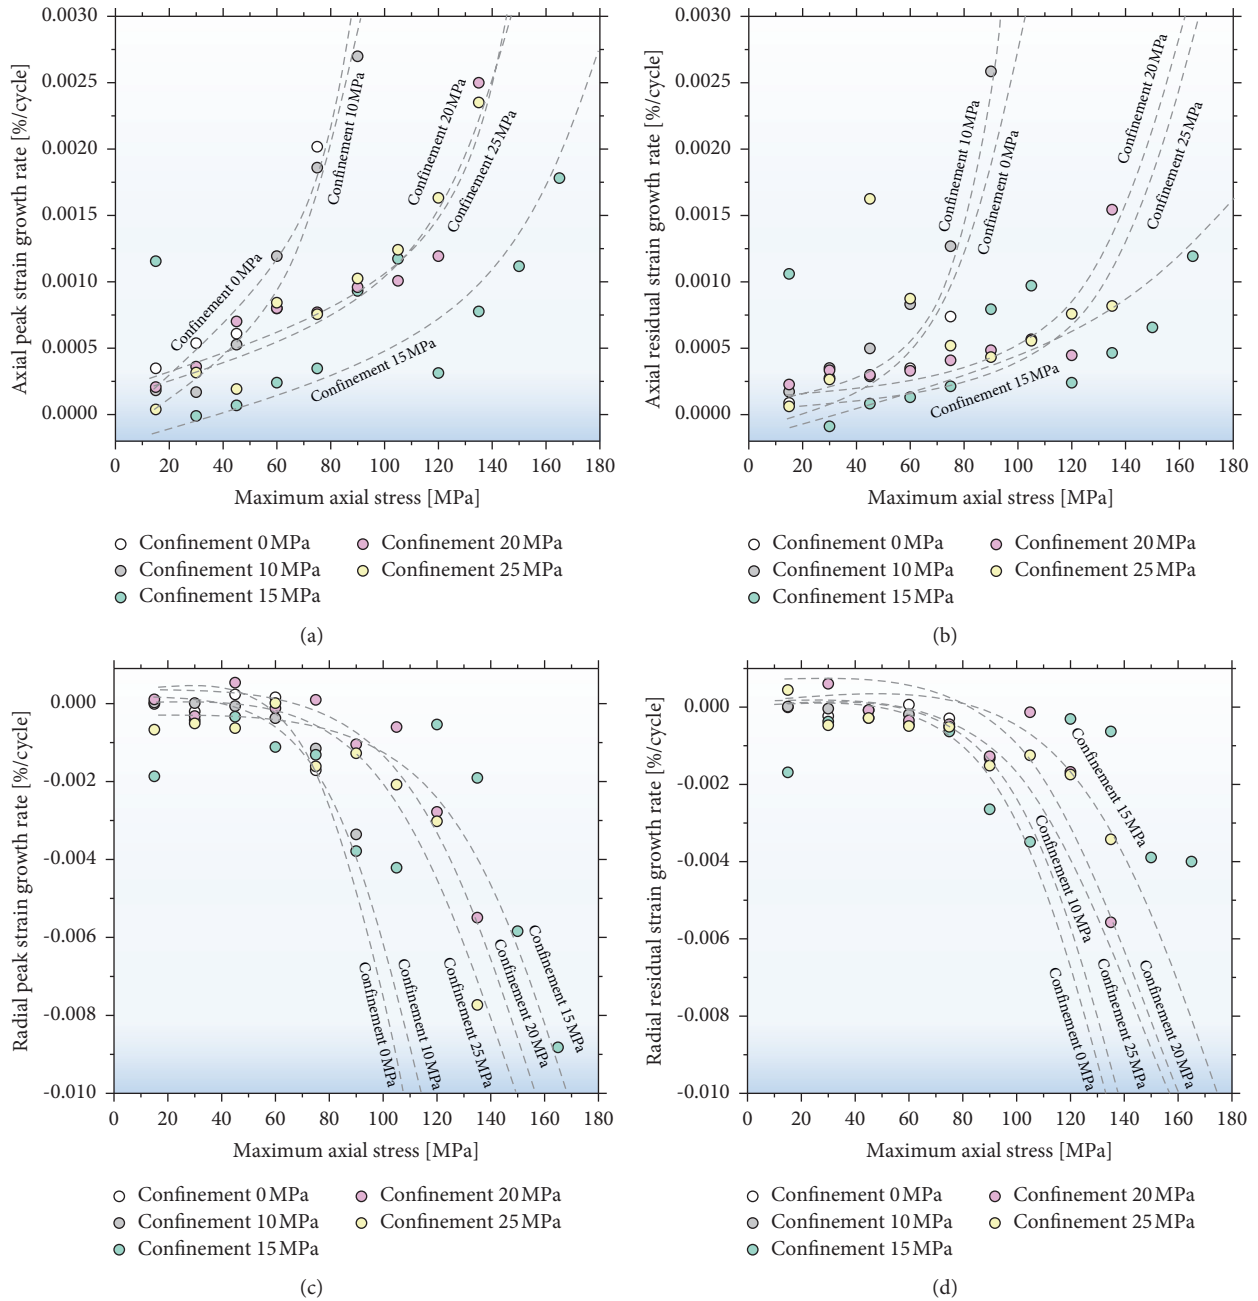 0.0030
0.0025
0.0020
0.0015
0.0010
0.0005
0.0000
Axial peak strain growth rate [%/cycle]
Confinement 0 MPa
Confinement 10 MPa
Confinement 20 MPa
Confinement 25 MPa
Confinement 15 MPa
0 20 40 60 80 100 120 140 160 180
Maximum axial stress [MPa]
Confinement 0 MPa
Confinement 10 MPa
Confinement 15 MPa
Confinement 20 MPa
Confinement 25 MPa
(a)
0.0030
0.0025
0.0020
0.0015
0.0010
0.0005
0.0000
Axial residual strain growth rate [%/cycle]
Confinement 10 MPa
Confinement 0 MPa
Confinement 20 MPa
Confinement 25 MPa
Confinement 15 MPa
0 20 40 60 80 100 120 140 160 180
Maximum axial stress [MPa]
Confinement 0 MPa
Confinement 10 MPa
Confinement 15 MPa
Confinement 20 MPa
Confinement 25 MPa
(b)
0.000
-0.002
-0.004
-0.006
-0.008
-0.010
Radial peak strain growth rate [%/cycle]
Confinement 0 MPa
Confinement 10 MPa
Confinement 25 MPa
Confinement 20 MPa
Confinement 15 MPa
0 20 40 60 80 100 120 140 160 180
Maximum axial stress [MPa]
Confinement 0 MPa
Confinement 10 MPa
Confinement 15 MPa
Confinement 20 MPa
Confinement 25 MPa
(c)
0.000
-0.002
-0.004
-0.006
-0.008
-0.010
Radial residual strain growth rate [%/cycle]
Confinement 15 MPa
Confinement 10 MPa
Confinement 0 MPa
Confinement 25 MPa
Confinement 20 MPa
0 20 40 60 80 100 120 140 160 180
Maximum axial stress [MPa]
Confinement 0 MPa
Confinement 10 MPa
Confinement 15 MPa
Confinement 20 MPa
Confinement 25 MPa
(d)